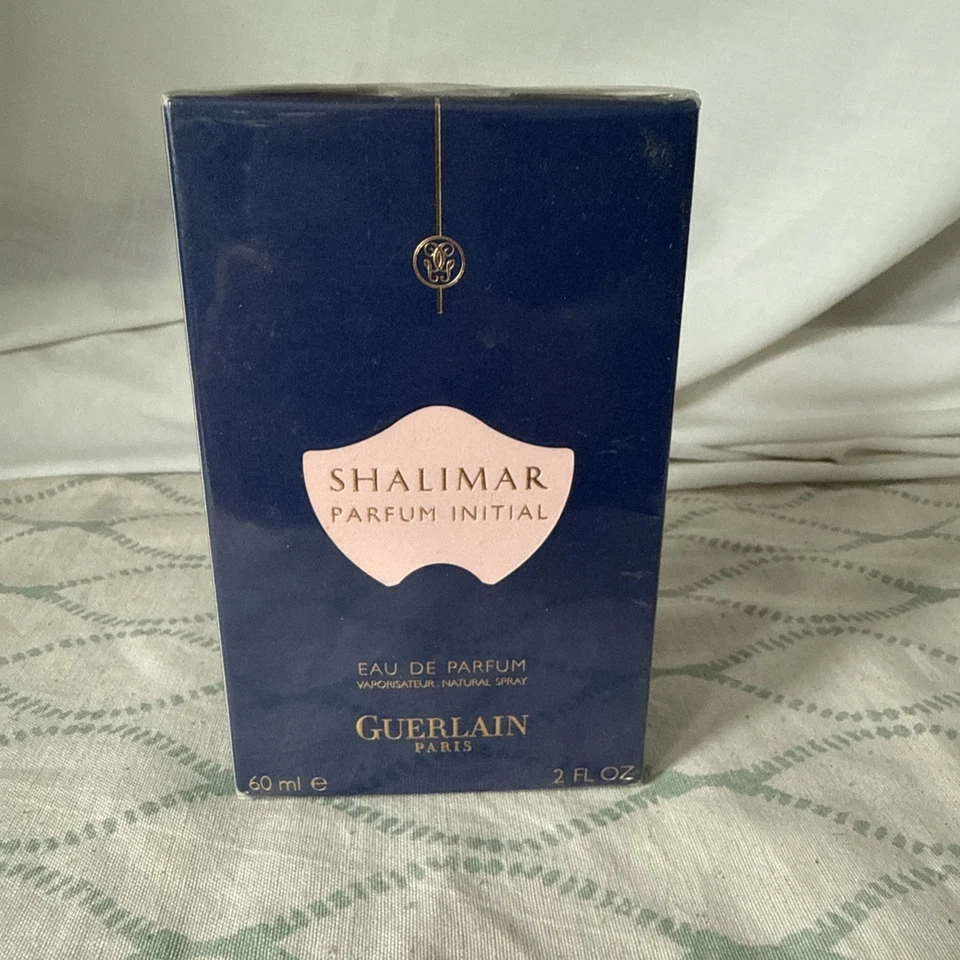 SHALIMAR
PARFUM INITIAL
EAU DE PARFUM
VAPORISATEUR . NATURAL SPRAY
GUERLAIN
PARIS
60 ml ℮ 2 FL OZ